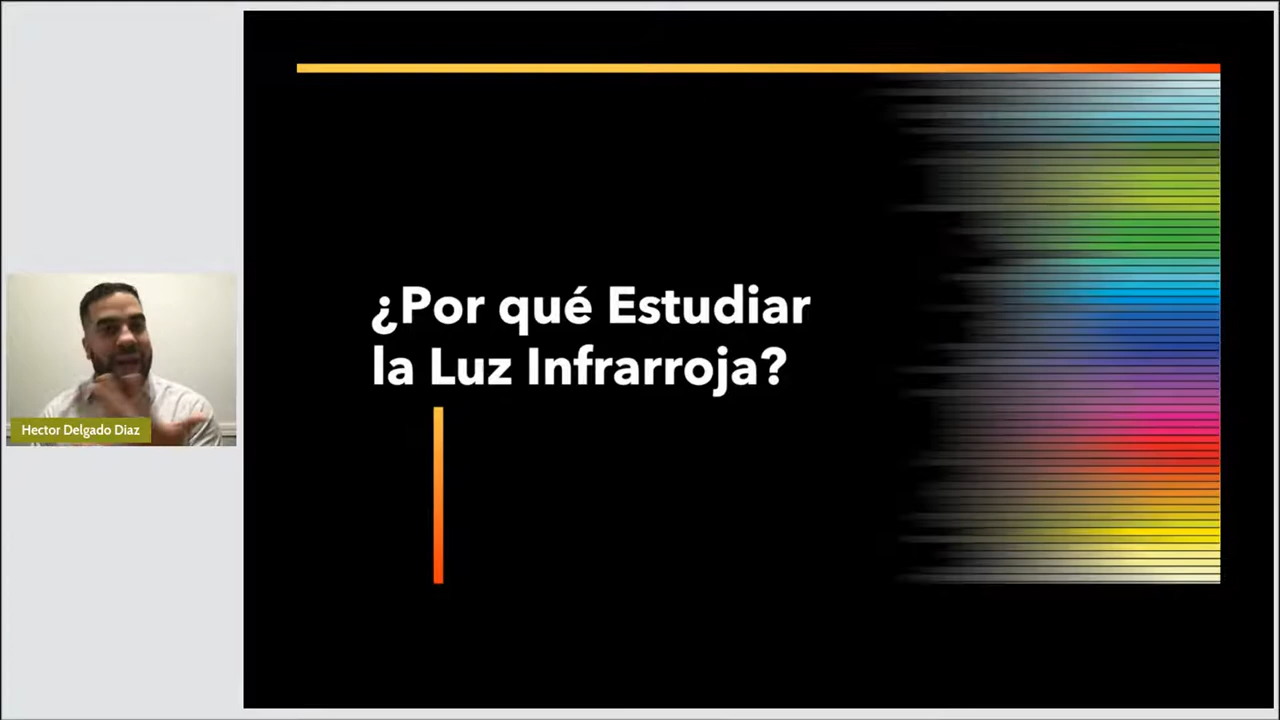 ¿Por qué Estudiar
la Luz Infrarroja?
Hector Delgado Diaz